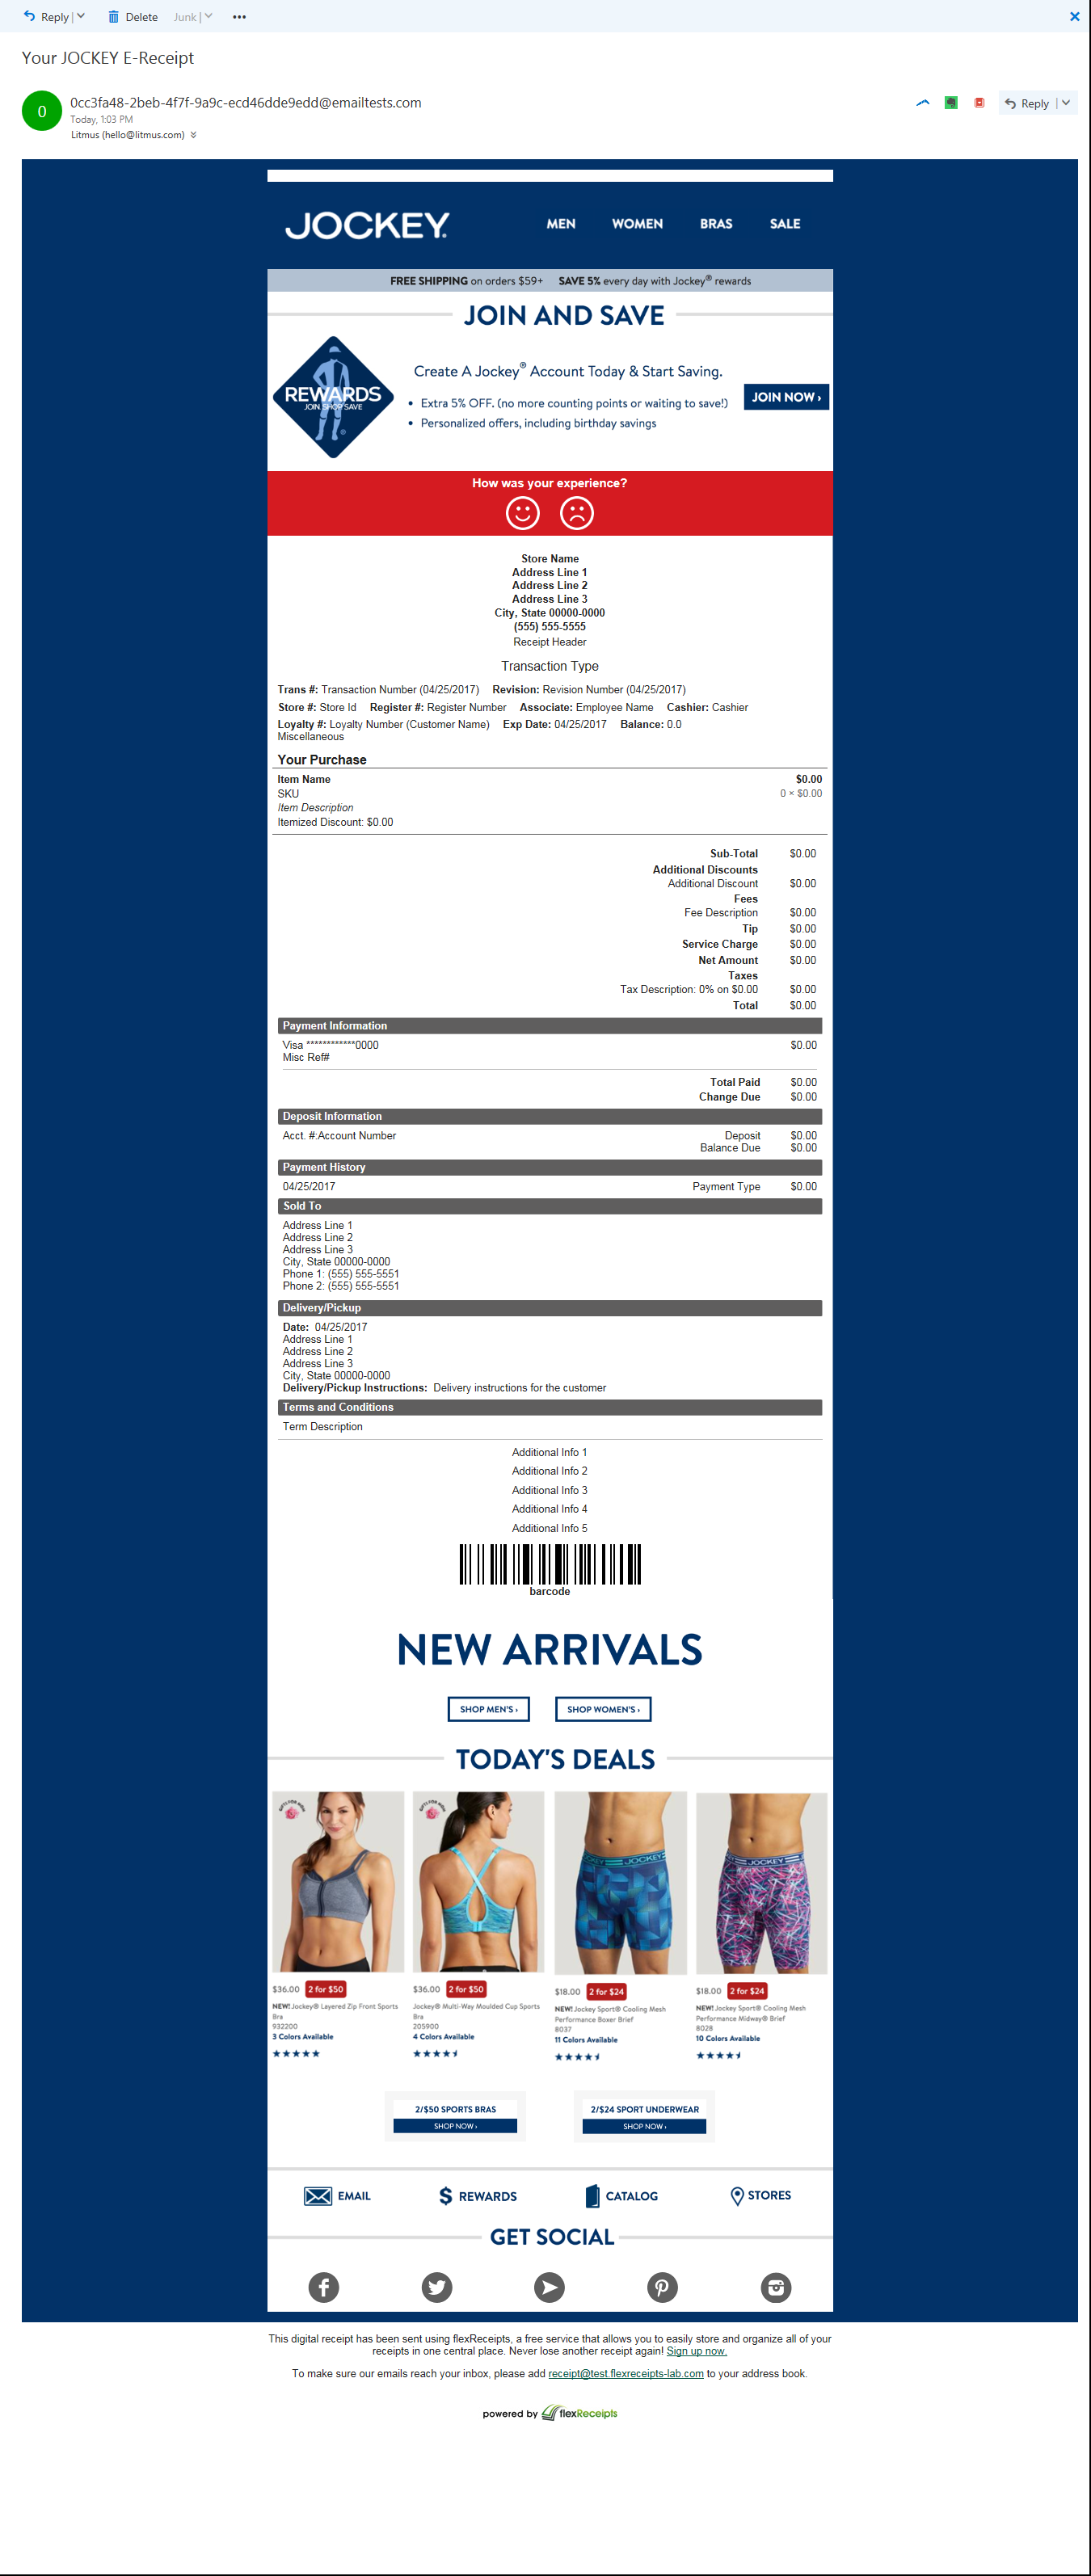 Reply
Delete
Junk
Your JOCKEY E-Receipt
0
0cc3fa48-2beb-4f7f-9a9c-ecd46dde9edd@emailtests.com
Reply
Today, 1:03 PM
Litmus (hello@litmus.com)
JOCKEY®
MEN WOMEN BRAS SALE
FREE SHIPPING on orders $59+ SAVE 5% every day with Jockey® rewards
JOIN AND SAVE
REWARDS
JOIN SHOP SAVE
Create A Jockey® Account Today & Start Saving.
• Extra 5% OFF. (no more counting points or waiting to save!)
• Personalized offers, including birthday savings
JOIN NOW ›
How was your experience?
Store Name
Address Line 1
Address Line 2
Address Line 3
City, State 00000-0000
(555) 555-5555
Receipt Header
Transaction Type
Trans #: Transaction Number (04/25/2017) Revision: Revision Number (04/25/2017)
Store #: Store Id Register #: Register Number Associate: Employee Name Cashier: Cashier
Loyalty #: Loyalty Number (Customer Name) Exp Date: 04/25/2017 Balance: 0.0
Miscellaneous
Your Purchase
Item Name $0.00
SKU 0 × $0.00
Item Description
Itemized Discount: $0.00
Sub-Total $0.00
Additional Discounts
Additional Discount $0.00
Fees
Fee Description $0.00
Tip $0.00
Service Charge $0.00
Net Amount $0.00
Taxes
Tax Description: 0% on $0.00 $0.00
Total $0.00
Payment Information
Visa ************0000 $0.00
Misc Ref#
Total Paid $0.00
Change Due $0.00
Deposit Information
Acct. #:Account Number Deposit $0.00
Balance Due $0.00
Payment History
04/25/2017 Payment Type $0.00
Sold To
Address Line 1
Address Line 2
Address Line 3
City, State 00000-0000
Phone 1: (555) 555-5551
Phone 2: (555) 555-5551
Delivery/Pickup
Date: 04/25/2017
Address Line 1
Address Line 2
Address Line 3
City, State 00000-0000
Delivery/Pickup Instructions: Delivery instructions for the customer
Terms and Conditions
Term Description
Additional Info 1
Additional Info 2
Additional Info 3
Additional Info 4
Additional Info 5
barcode
NEW ARRIVALS
SHOP MEN'S › SHOP WOMEN'S ›
TODAY'S DEALS
GIFTS FOR MOM
GIFTS FOR MOM
JOCKEY
JOCKEY
$36.00 2 for $50
NEW! Jockey® Layered Zip Front Sports
Bra
932200
3 Colors Available
$36.00 2 for $50
Jockey® Multi-Way Moulded Cup Sports
Bra
205900
4 Colors Available
$18.00 2 for $24
NEW! Jockey Sport® Cooling Mesh
Performance Boxer Brief
8037
11 Colors Available
$18.00 2 for $24
NEW! Jockey Sport® Cooling Mesh
Performance Midway® Brief
8028
10 Colors Available
2/$50 SPORTS BRAS
SHOP NOW ›
2/$24 SPORT UNDERWEAR
SHOP NOW ›
EMAIL REWARDS CATALOG STORES
GET SOCIAL
This digital receipt has been sent using flexReceipts, a free service that allows you to easily store and organize all of your
receipts in one central place. Never lose another receipt again! Sign up now.
To make sure our emails reach your inbox, please add receipt@test.flexreceipts-lab.com to your address book.
powered by flexReceipts